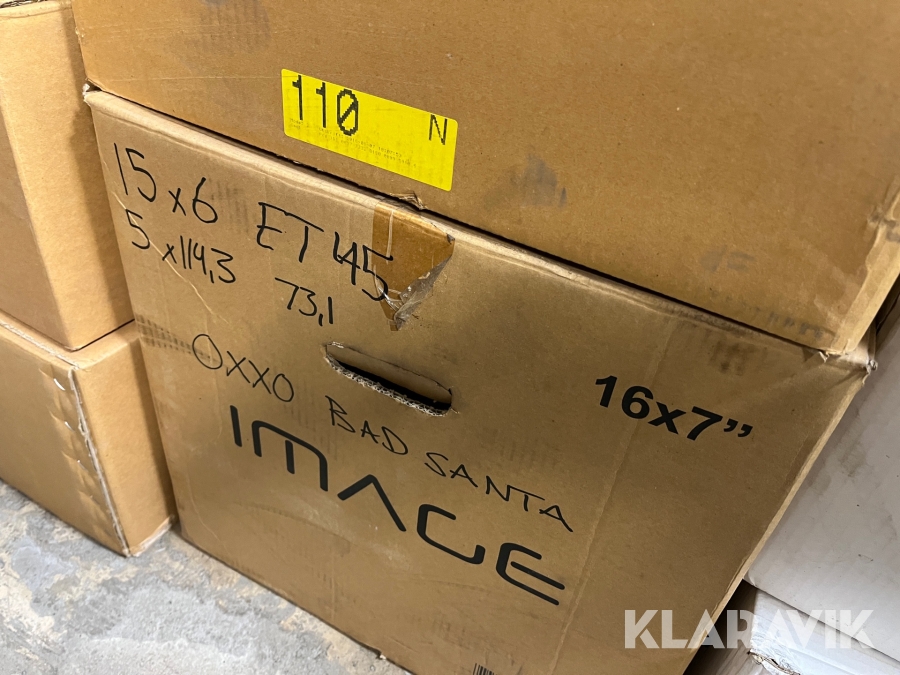 110 N
15x6 ET45
5x114,3 73,1
OXXO BAD SANTA
16x7”
IMAGE
KLARAVIK